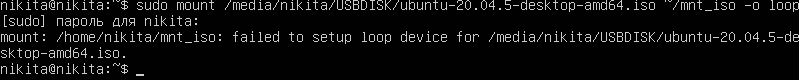 nikita@nikita:~$ sudo mount /media/nikita/USBDISK/ubuntu-20.04.5-desktop-amd64.iso ~/mnt_iso -o loop
[sudo] пароль для nikita:
mount: /home/nikita/mnt_iso: failed to setup loop device for /media/nikita/USBDISK/ubuntu-20.04.5-de
sktop-amd64.iso.
nikita@nikita:~$ _